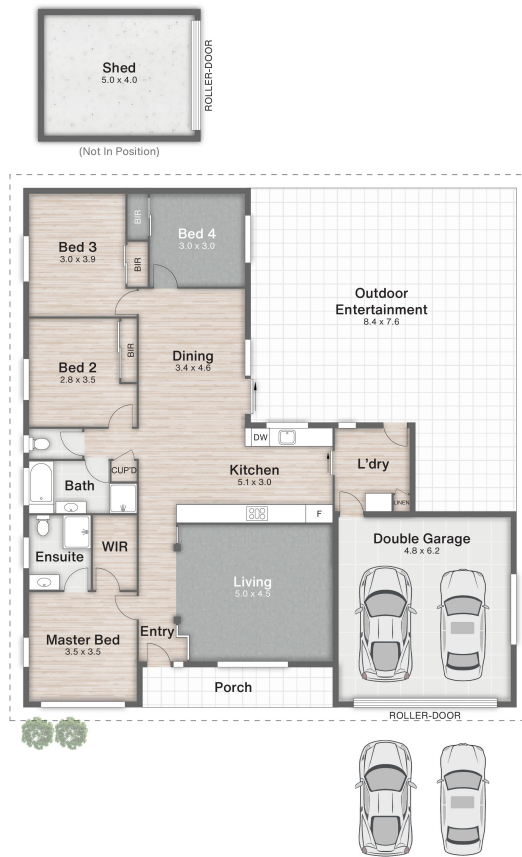 Shed
5.0 x 4.0
ROLLER-DOOR
(Not In Position)
Bed 3
3.0 x 3.9
BIR
BIR
Bed 4
3.0 x 3.0
Outdoor
Entertainment
8.4 x 7.6
Bed 2
2.8 x 3.5
BIR
Dining
3.4 x 4.6
DW
Kitchen
5.1 x 3.0
L'dry
LINEN
CUP'D
Bath
F
Ensuite
WIR
Living
5.0 x 4.5
Double Garage
4.8 x 6.2
Master Bed
3.5 x 3.5
Entry
Porch
ROLLER-DOOR